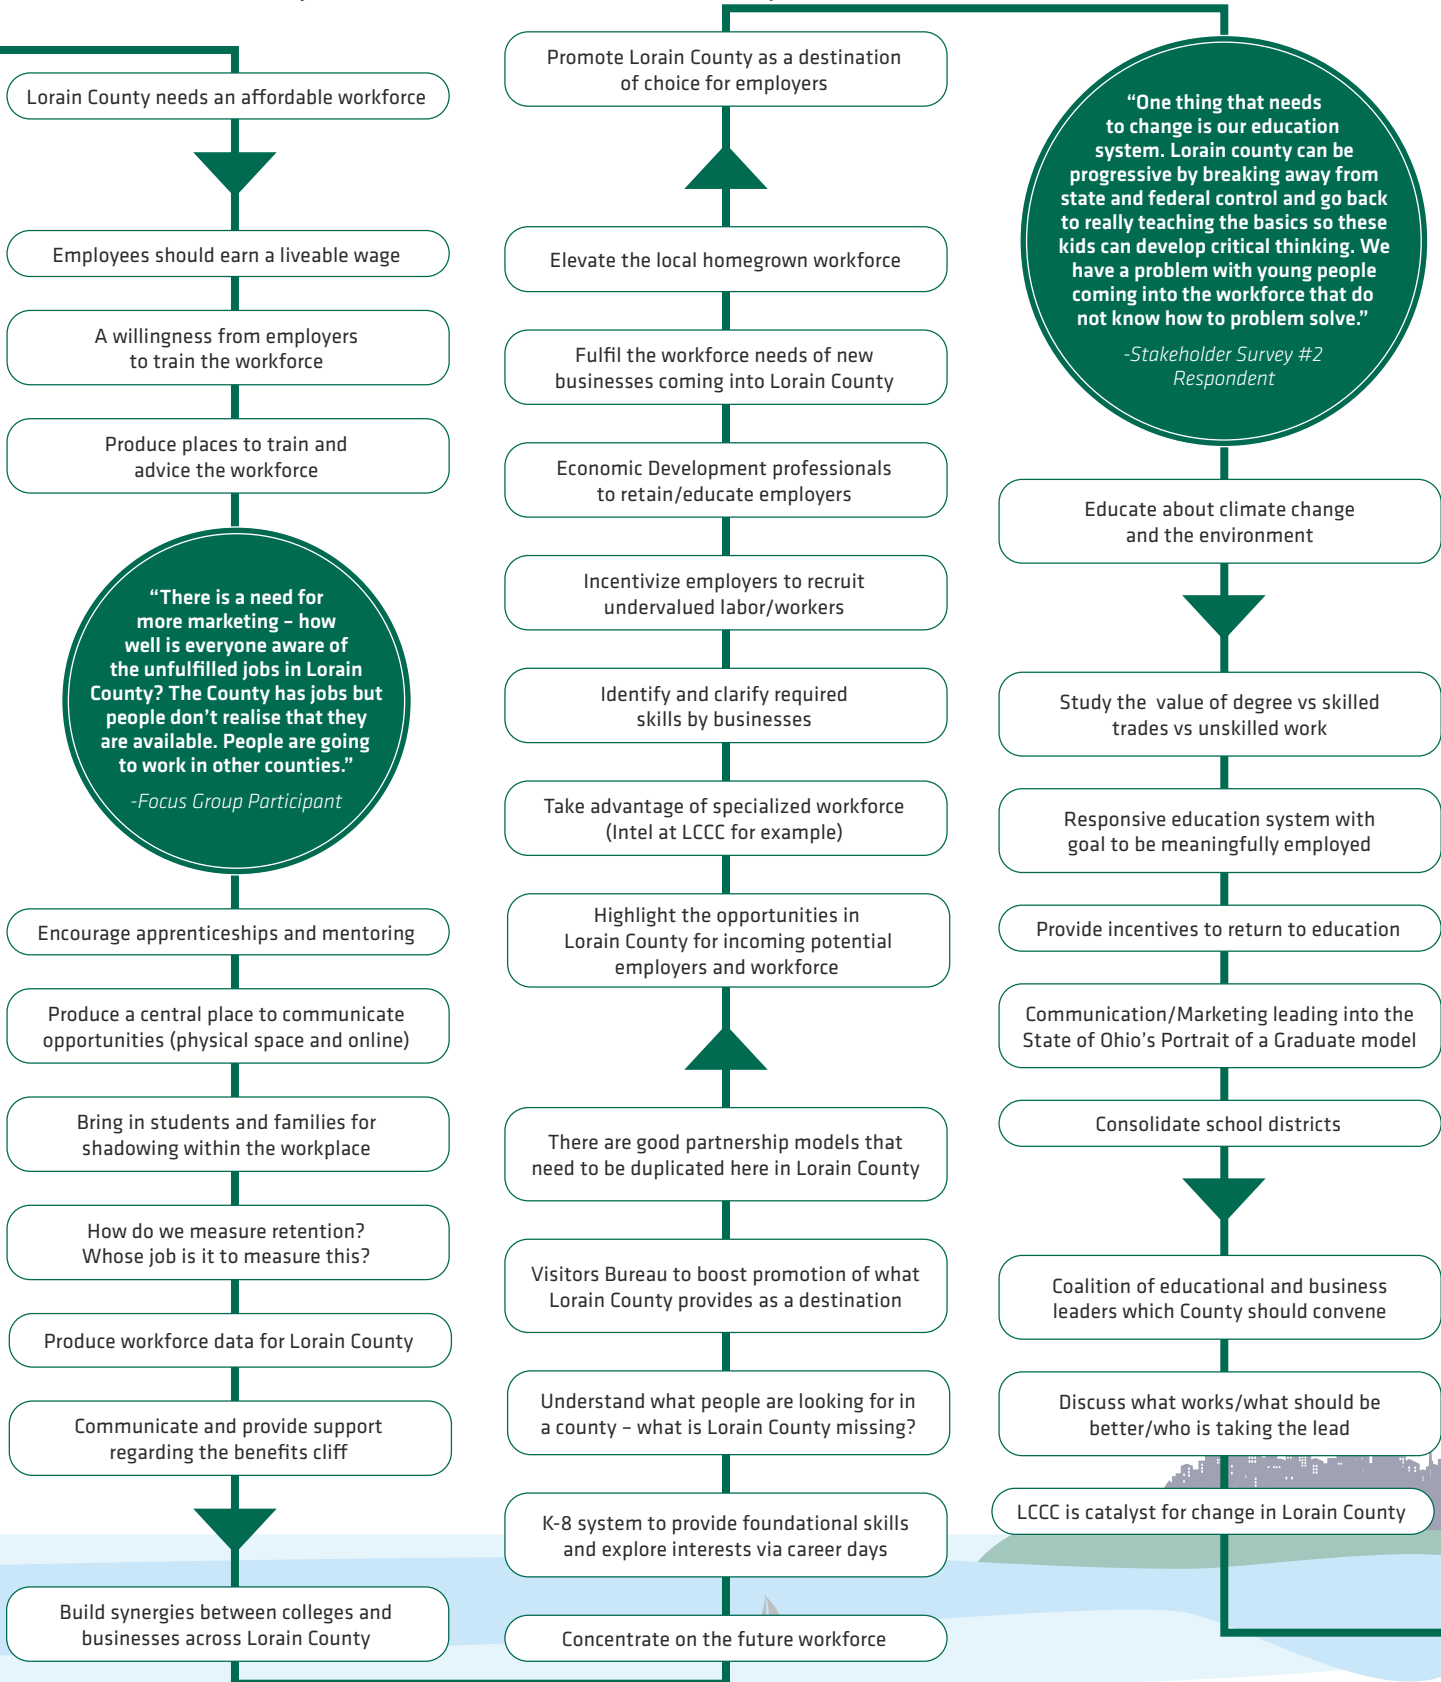 Lorain County needs an affordable workforce
Employees should earn a liveable wage
A willingness from employers
to train the workforce
Produce places to train and
advice the workforce
“There is a need for
more marketing – how
well is everyone aware of
the unfulfilled jobs in Lorain
County? The County has jobs but
people don’t realise that they
are available. People are going
to work in other counties.”
-Focus Group Participant
Encourage apprenticeships and mentoring
Produce a central place to communicate
opportunities (physical space and online)
Bring in students and families for
shadowing within the workplace
How do we measure retention?
Whose job is it to measure this?
Produce workforce data for Lorain County
Communicate and provide support
regarding the benefits cliff
Build synergies between colleges and
businesses across Lorain County
Promote Lorain County as a destination
of choice for employers
Elevate the local homegrown workforce
Fulfil the workforce needs of new
businesses coming into Lorain County
Economic Development professionals
to retain/educate employers
Incentivize employers to recruit
undervalued labor/workers
Identify and clarify required
skills by businesses
Take advantage of specialized workforce
(Intel at LCCC for example)
Highlight the opportunities in
Lorain County for incoming potential
employers and workforce
There are good partnership models that
need to be duplicated here in Lorain County
Visitors Bureau to boost promotion of what
Lorain County provides as a destination
Understand what people are looking for in
a county – what is Lorain County missing?
K-8 system to provide foundational skills
and explore interests via career days
Concentrate on the future workforce
“One thing that needs
to change is our education
system. Lorain county can be
progressive by breaking away from
state and federal control and go back
to really teaching the basics so these
kids can develop critical thinking. We
have a problem with young people
coming into the workforce that do
not know how to problem solve.”
-Stakeholder Survey #2
Respondent
Educate about climate change
and the environment
Study the value of degree vs skilled
trades vs unskilled work
Responsive education system with
goal to be meaningfully employed
Provide incentives to return to education
Communication/Marketing leading into the
State of Ohio’s Portrait of a Graduate model
Consolidate school districts
Coalition of educational and business
leaders which County should convene
Discuss what works/what should be
better/who is taking the lead
LCCC is catalyst for change in Lorain County